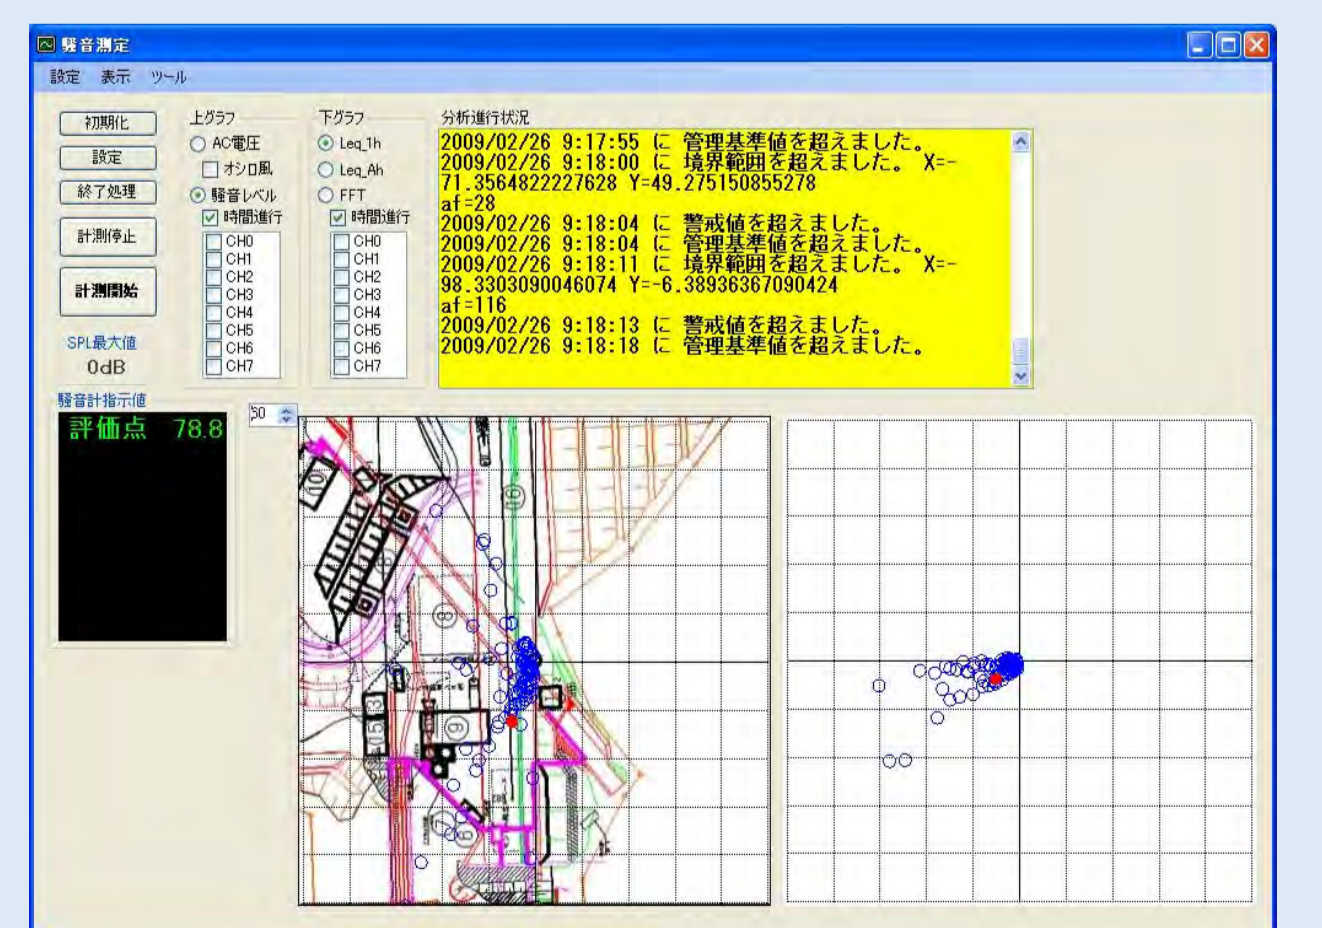 騒音測定
設定 表示 ツール
初期化
設定
終了処理
計測停止
計測開始
SPL最大値
0dB
上グラフ
AC電圧
オシロ風
騒音レベル
時間進行
CH0
CH1
CH2
CH3
CH4
CH5
CH6
CH7
下グラフ
Leq_1h
Leq_Ah
FFT
時間進行
CH0
CH1
CH2
CH3
CH4
CH5
CH6
CH7
分析進行状況
2009/02/26 9:17:55 に 管理基準値を超えました。
2009/02/26 9:18:00 に 境界範囲を超えました。 X=-
71.3564822227628 Y=49.275150855278
af=28
2009/02/26 9:18:04 に 警戒値を超えました。
2009/02/26 9:18:04 に 管理基準値を超えました。
2009/02/26 9:18:11 に 境界範囲を超えました。 X=-
98.3303090046074 Y=-6.38936367090424
af=116
2009/02/26 9:18:13 に 警戒値を超えました。
2009/02/26 9:18:18 に 管理基準値を超えました。
騒音計指示値
評価点 78.8
50
⑩
⑯
⑧
⑨
⑦
⑥